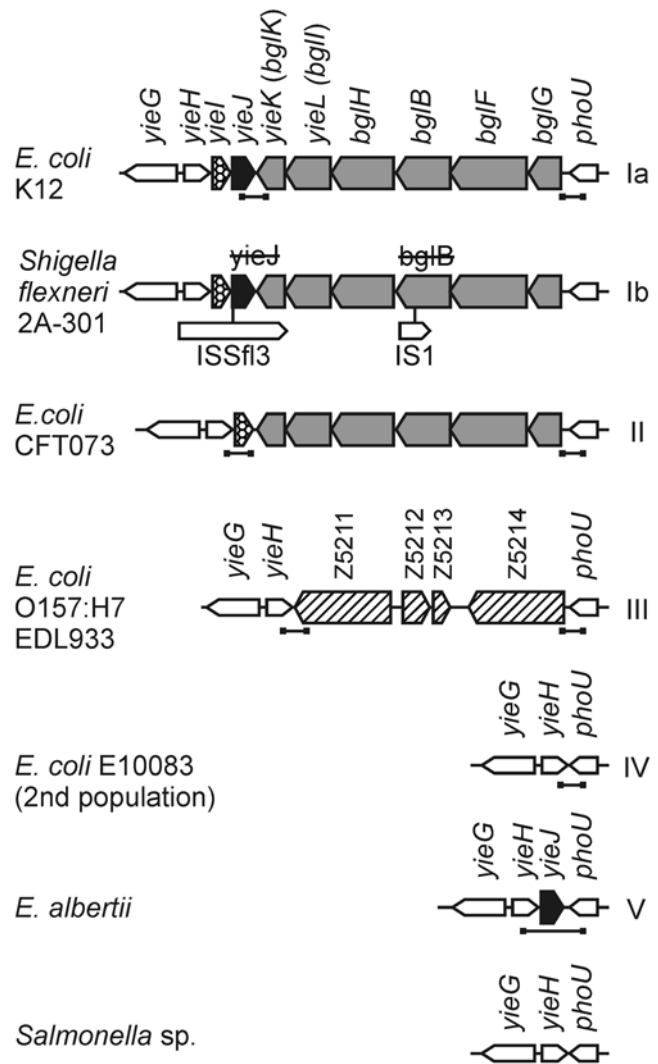 yieG yieH yieI yieJ yieK (bglK) yieL (bglI) bglH bglB bglF bglG phoU
E. coli
K12
Ia
yieJ bglB
Shigella
flexneri
2A-301
Ib
ISSfl3 IS1
E.coli
CFT073
II
yieG yieH Z5211 Z5212 Z5213 Z5214 phoU
E. coli
O157:H7
EDL933
III
yieG yieH phoU
E. coli E10083
(2nd population)
IV
yieG yieH yieJ phoU
E. albertii
V
yieG yieH phoU
Salmonella sp.